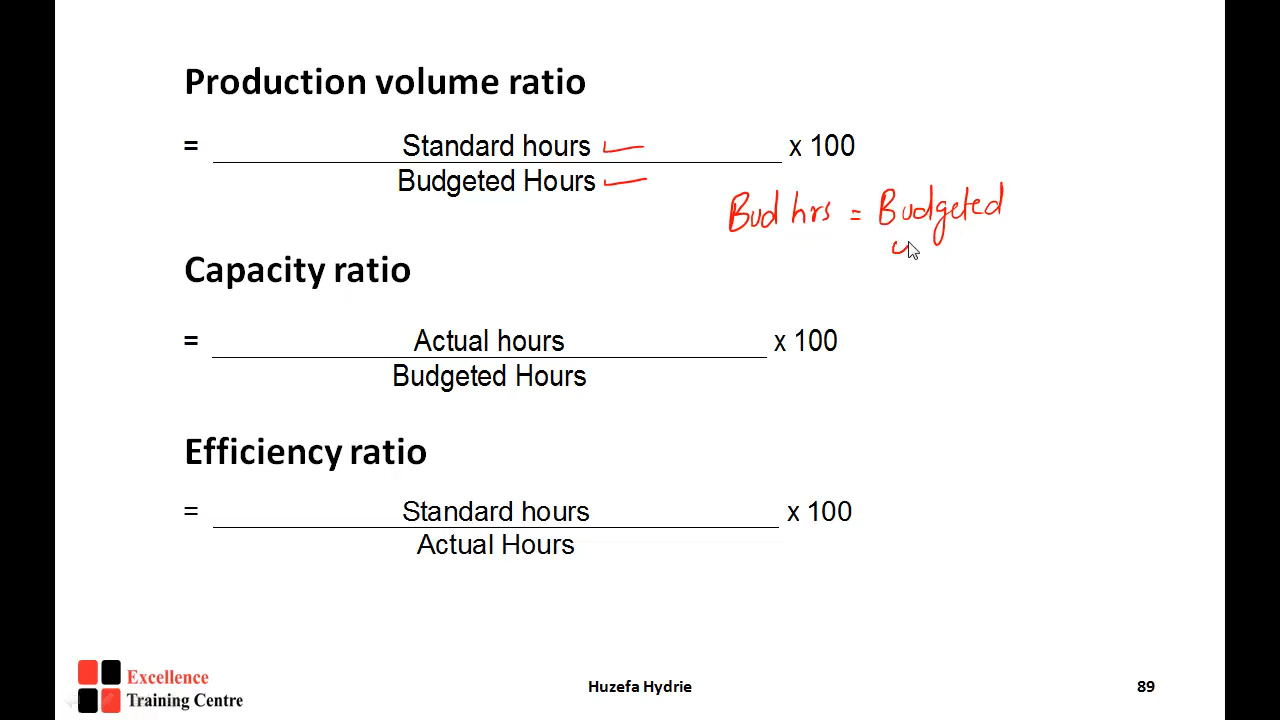 Production volume ratio
= Standard hours x 100
Budgeted Hours
Bud hrs = Budgeted
Capacity ratio
= Actual hours x 100
Budgeted Hours
Efficiency ratio
= Standard hours x 100
Actual Hours
Excellence
Training Centre
Huzefa Hydrie
89